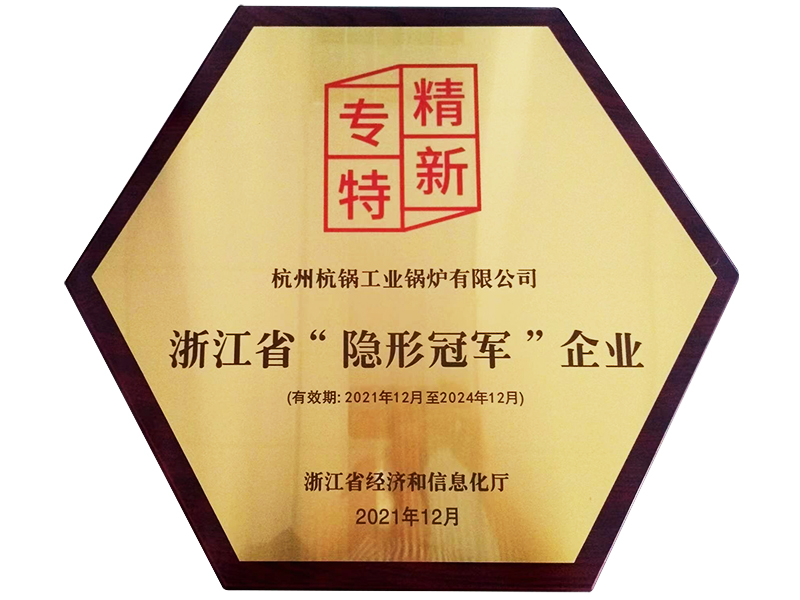 专精
特新
杭州杭锅工业锅炉有限公司
浙江省“隐形冠军”企业
(有效期: 2021年12月至2024年12月)
浙江省经济和信息化厅
2021年12月